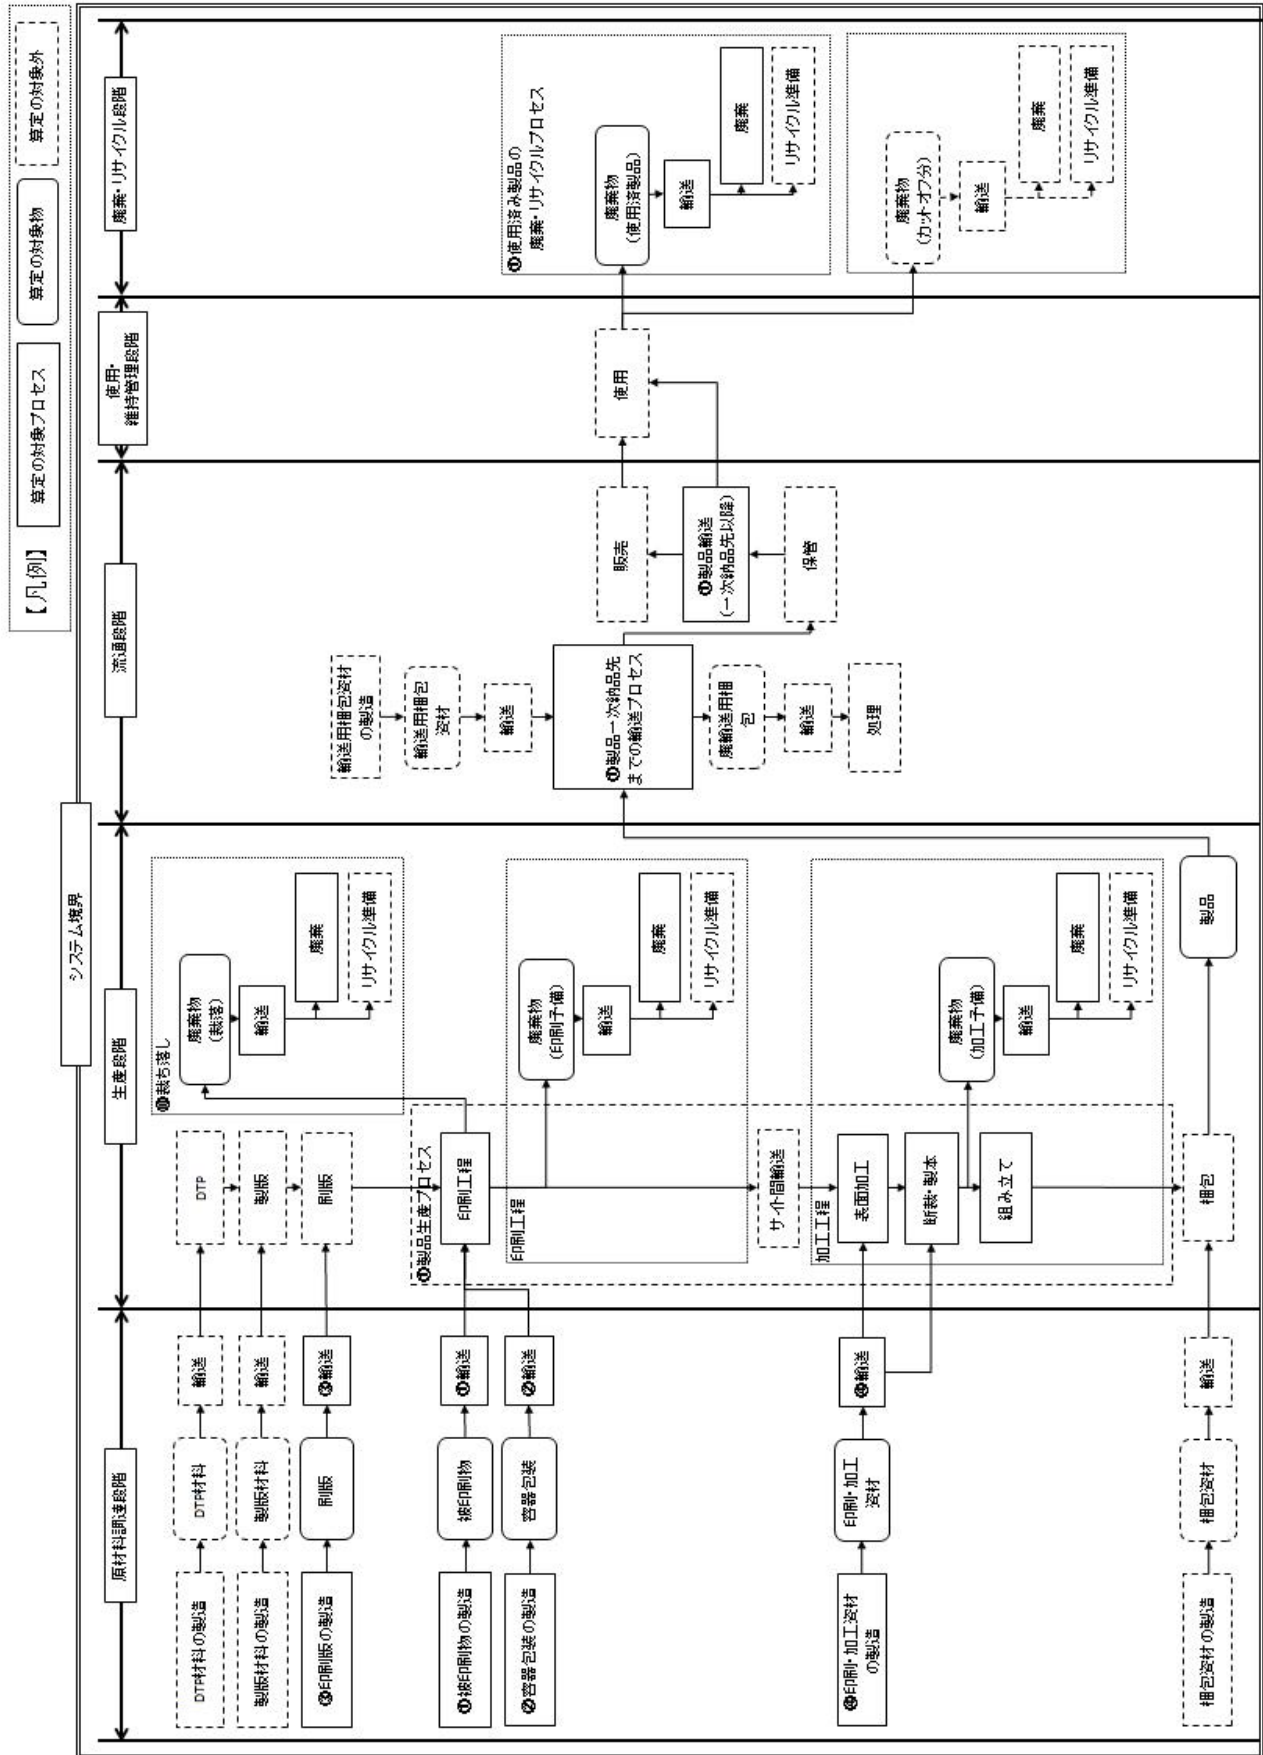 【凡例】
算定の対象プロセス
算定の対象物
算定の対象外
システム境界
原材料調達段階
生産段階
流通段階
使用・
維持管理段階
廃棄・リサイクル段階
DTP材料の製造
DTP材料
輸送
DTP
製版材料の製造
製版材料
輸送
製版
③印刷版の製造
刷版
③輸送
刷版
①被印刷物の製造
被印刷物
①輸送
②容器包装の製造
容器包装
②輸送
印刷・加工資材
の製造
印刷・加工
資材
輸送
梱包資材の製造
梱包資材
輸送
梱包
製品
裁ち落し
廃棄物
(裁落)
輸送
廃棄
リサイクル準備
製品生産プロセス
印刷工程
印刷工程
廃棄物
(印刷予備)
輸送
廃棄
リサイクル準備
サイト間輸送
加工工程
表面加工
断裁・製本
組み立て
廃棄物
(加工予備)
輸送
廃棄
リサイクル準備
輸送用梱包資材
の製造
輸送用梱包
資材
輸送
製品一次納品先
までの輸送プロセス
廃輸送用梱
包
輸送
処理
販売
製品輸送
(一次納品先以降)
保管
使用
使用済み製品の
廃棄・リサイクルプロセス
廃棄物
(使用済製品)
輸送
廃棄
リサイクル準備
廃棄物
(カットオフ分)
輸送
廃棄
リサイクル準備